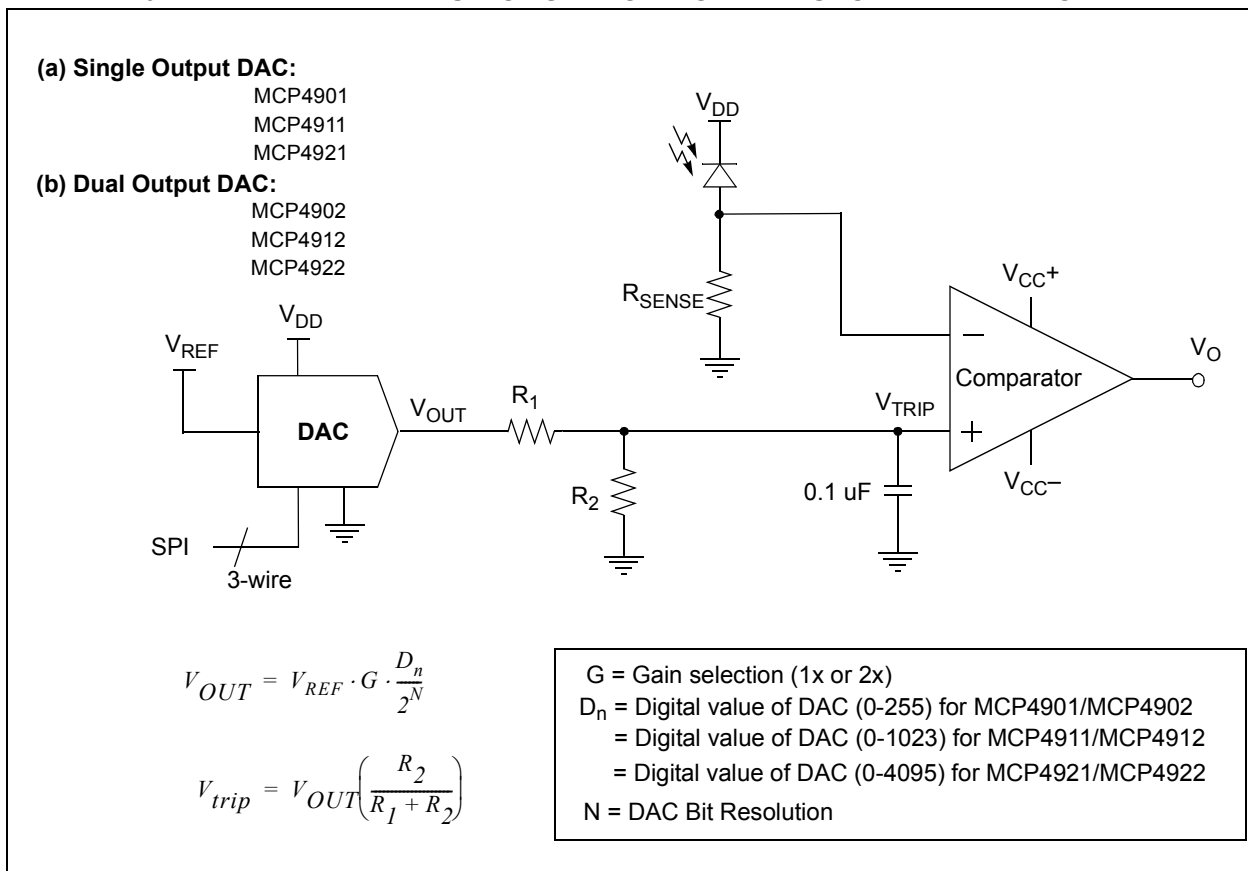 (a) Single Output DAC:
MCP4901
MCP4911
MCP4921
(b) Dual Output DAC:
MCP4902
MCP4912
MCP4922
VDD
RSENSE
VCC+
−
Comparator
VO
VDD
VREF
DAC
VOUT
R1
VTRIP
+
R2
0.1 uF
VCC–
SPI
3-wire
VOUT = VREF · G · Dn/2^N
Vtrip = VOUT(R2/(R1 + R2))
G = Gain selection (1x or 2x)
Dn = Digital value of DAC (0-255) for MCP4901/MCP4902
= Digital value of DAC (0-1023) for MCP4911/MCP4912
= Digital value of DAC (0-4095) for MCP4921/MCP4922
N = DAC Bit Resolution